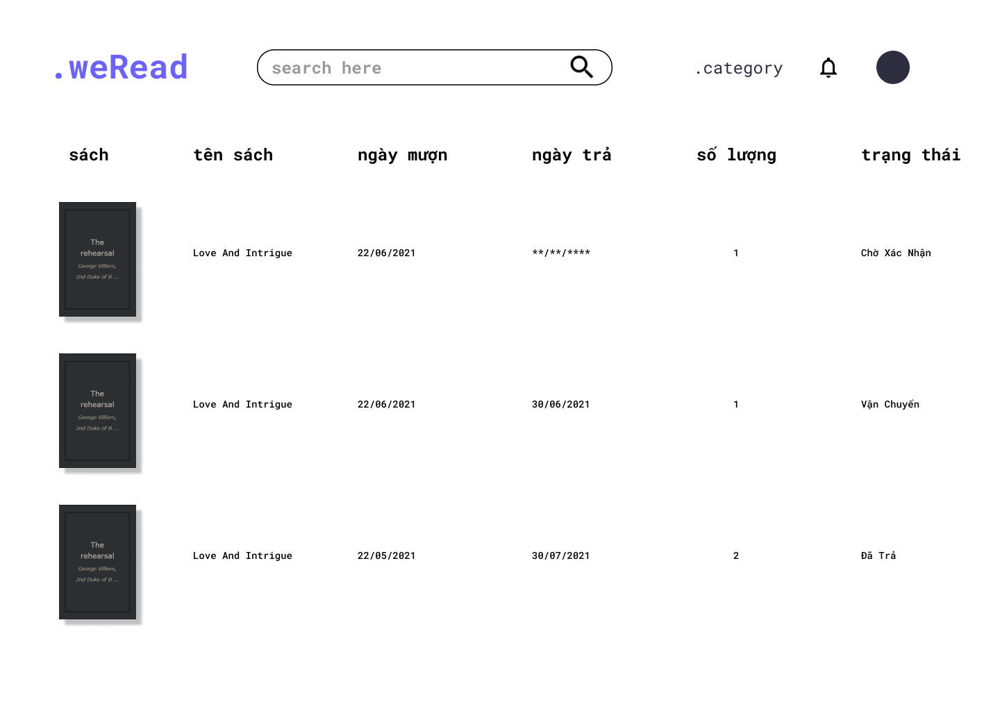 .weRead
search here
.category
sách tên sách ngày mượn ngày trả số lượng trạng thái
The
rehearsal
George Villiers,
2nd Duke of B ...
Love And Intrigue 22/06/2021 **/**/**** 1 Chờ Xác Nhận
The
rehearsal
George Villiers,
2nd Duke of B ...
Love And Intrigue 22/06/2021 30/06/2021 1 Vận Chuyển
The
rehearsal
George Villiers,
2nd Duke of B ...
Love And Intrigue 22/05/2021 30/07/2021 2 Đã Trả